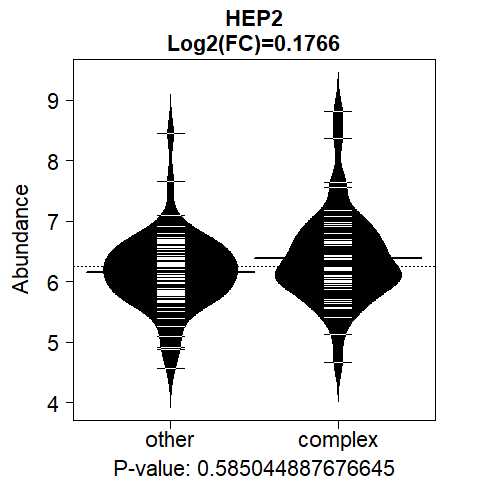 HEP2
Log2(FC)=0.1766
Abundance
9
8
7
6
5
4
other complex
P-value: 0.585044887676645